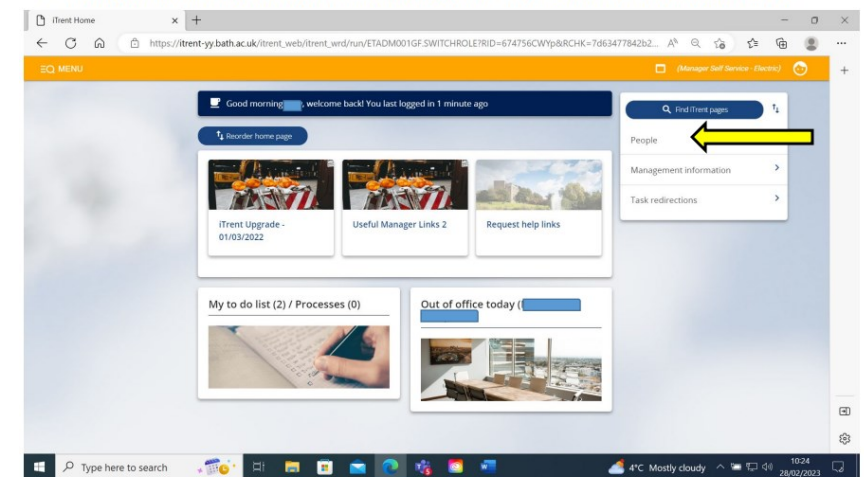 iTrent Home
https://itrent-yy.bath.ac.uk/itrent_web/itrent_wrd/run/ETADM001GF.SWITCHROLE?RID=674756CWYp&RCHK=7d63477842b2...
MENU
(Manager Self Service - Electric)
Good morning , welcome back! You last logged in 1 minute ago
Find iTrent pages
Reorder home page
People
Management information
Task redirections
iTrent Upgrade -
01/03/2022
Useful Manager Links 2
Request help links
My to do list (2) / Processes (0)
Out of office today (
Type here to search
4°C Mostly cloudy
10:24
28/02/2023